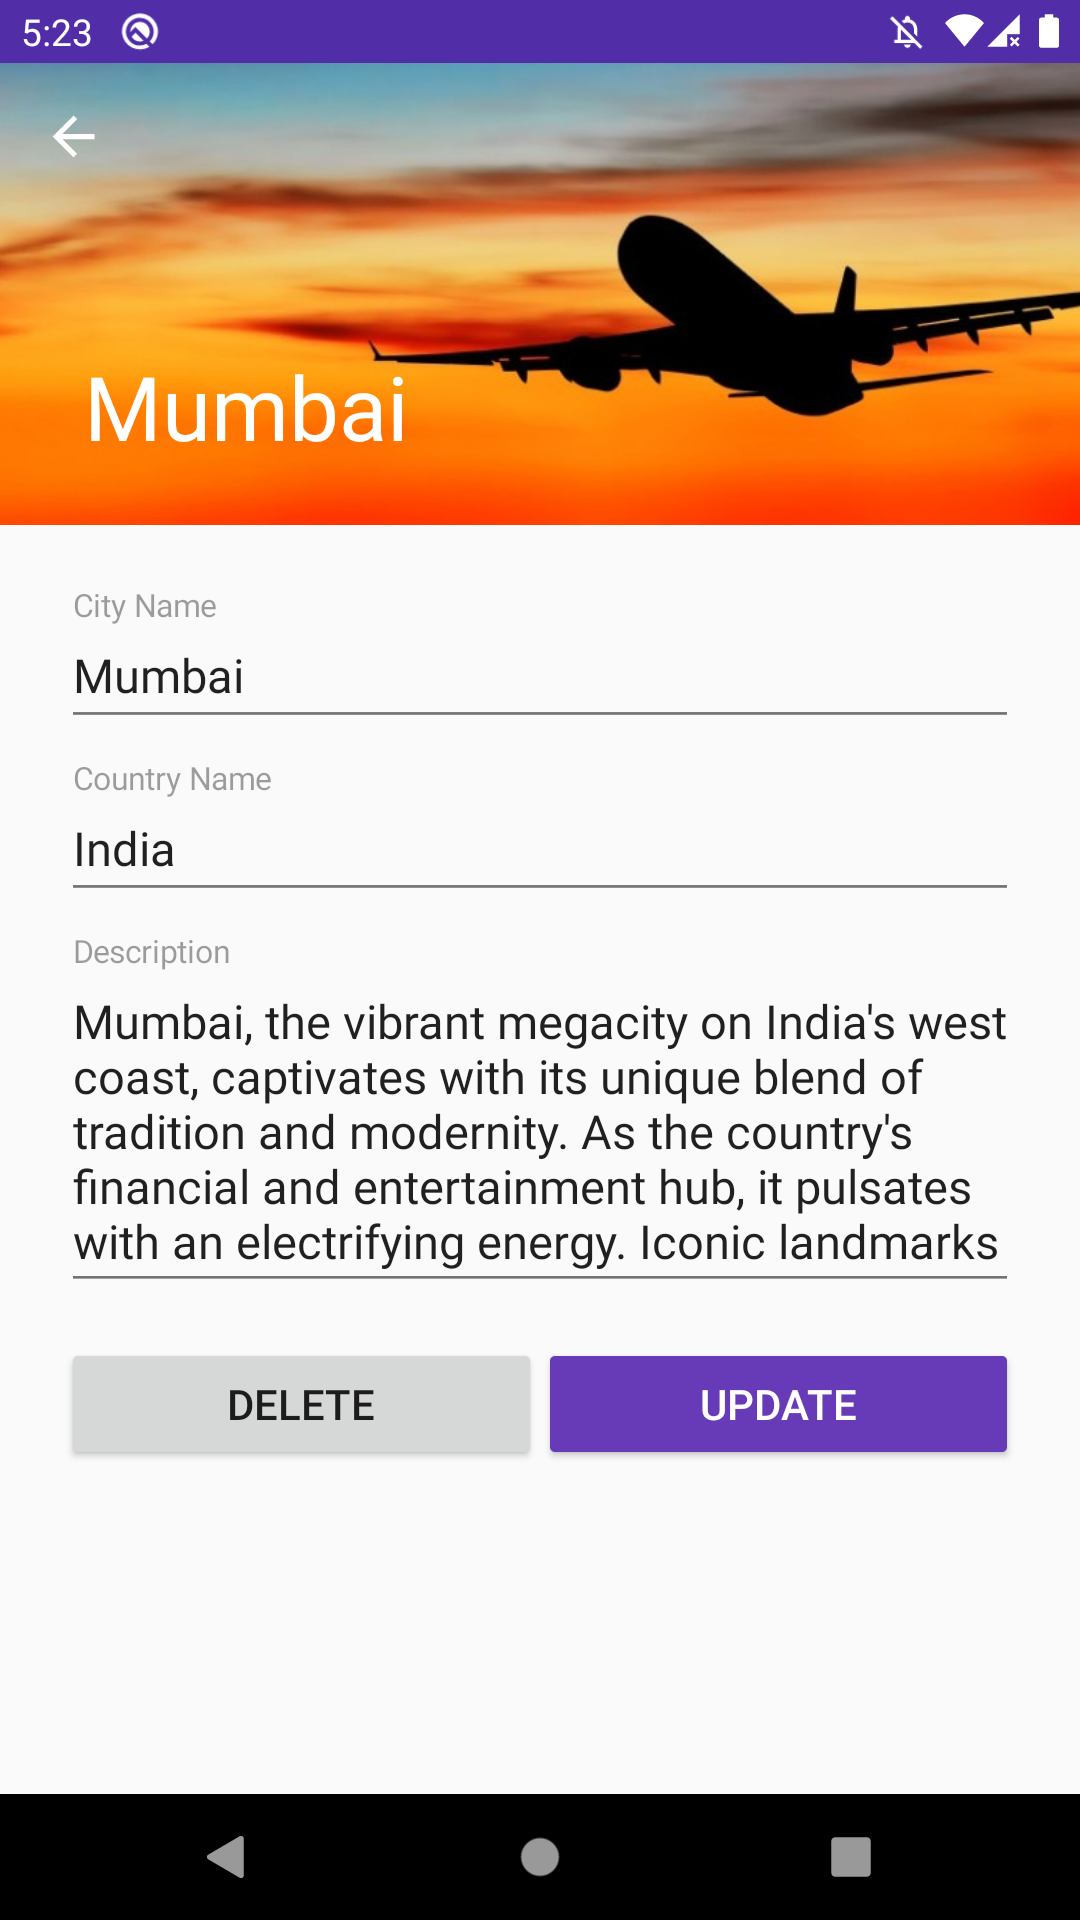 5:23
Mumbai
City Name
Mumbai
Country Name
India
Description
Mumbai, the vibrant megacity on India's west
coast, captivates with its unique blend of
tradition and modernity. As the country's
financial and entertainment hub, it pulsates
with an electrifying energy. Iconic landmarks
DELETE
UPDATE